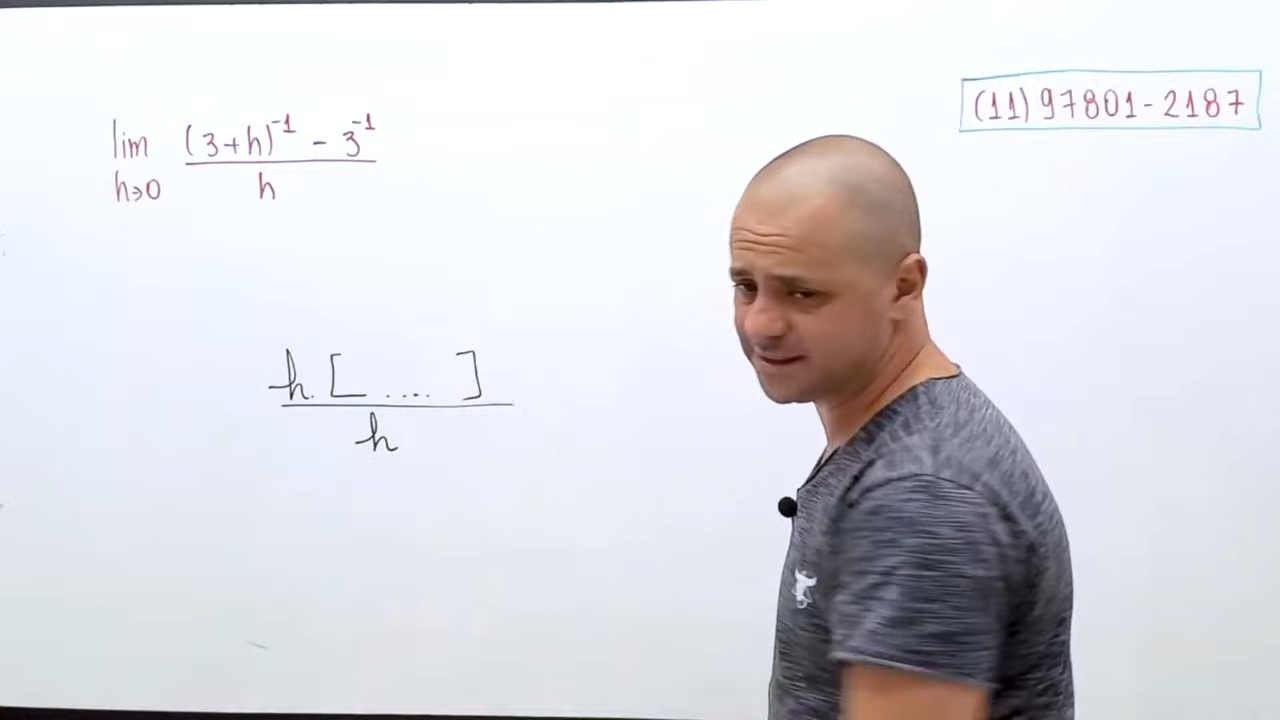 (11) 97801-2187
lim (3+h)⁻¹ - 3⁻¹
h→0 h
h. [ .... ]
h